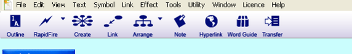 File Edit View Text Symbol Link Effect Tools Utility Window Licence Help
Outline RapidFire Create Link Arrange Note Hyperlink Word Guide Transfer